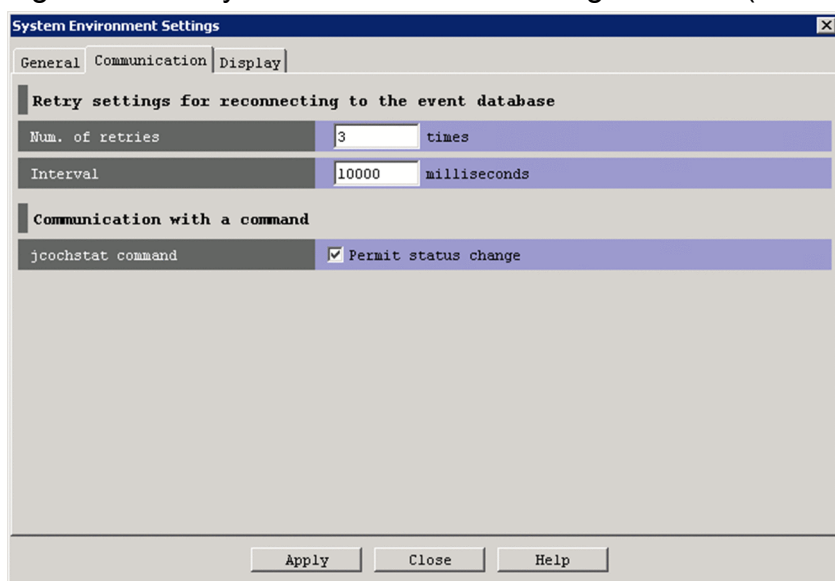 System Environment Settings
General Communication Display
Retry settings for reconnecting to the event database
Num. of retries 3 times
Interval 10000 milliseconds
Communication with a command
jcochstat command Permit status change
Apply Close Help